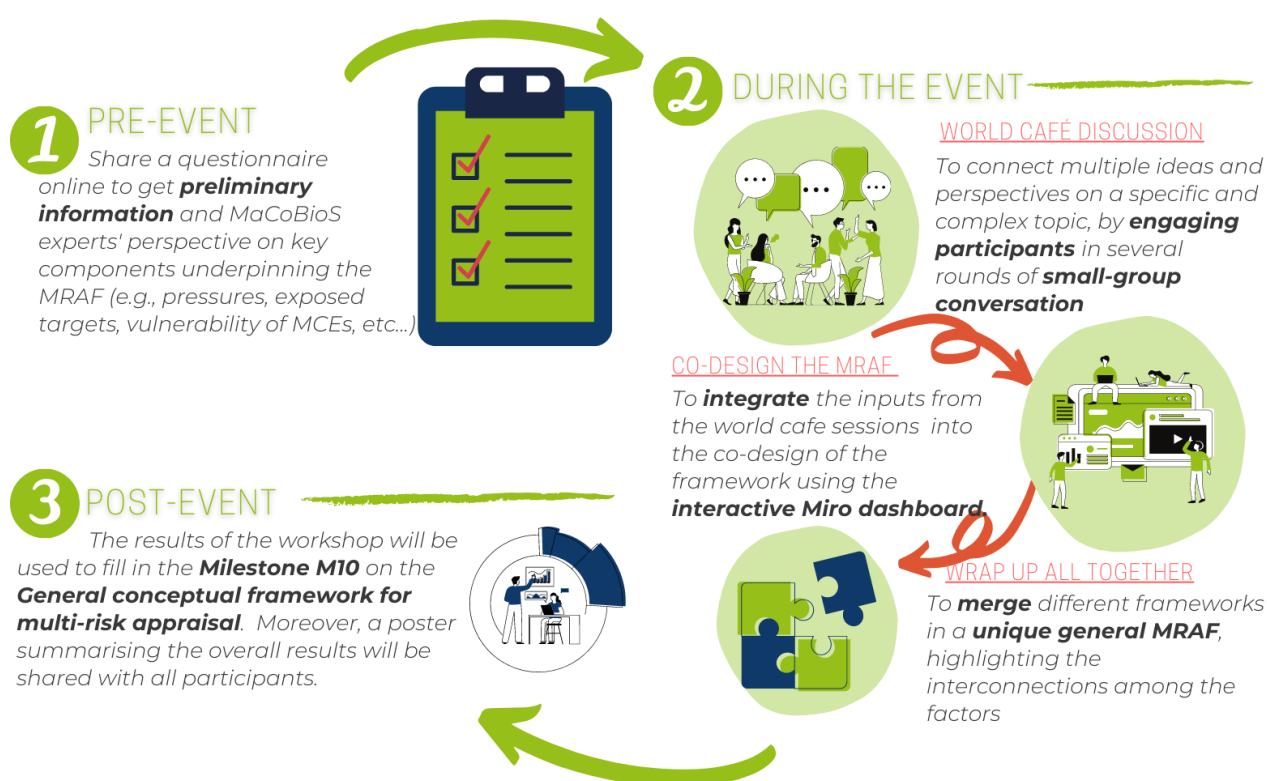 1 PRE-EVENT
Share a questionnaire
online to get preliminary
information and MaCoBioS
experts' perspective on key
components underpinning the
MRAF (e.g., pressures, exposed
targets, vulnerability of MCEs, etc...)
2 DURING THE EVENT
WORLD CAFÉ DISCUSSION
To connect multiple ideas and
perspectives on a specific and
complex topic, by engaging
participants in several
rounds of small-group
conversation
CO-DESIGN THE MRAF
To integrate the inputs from
the world cafe sessions into
the co-design of the
framework using the
interactive Miro dashboard.
WRAP UP ALL TOGETHER
To merge different frameworks
in a unique general MRAF,
highlighting the
interconnections among the
factors
3 POST-EVENT
The results of the workshop will be
used to fill in the Milestone M10 on the
General conceptual framework for
multi-risk appraisal. Moreover, a poster
summarising the overall results will be
shared with all participants.